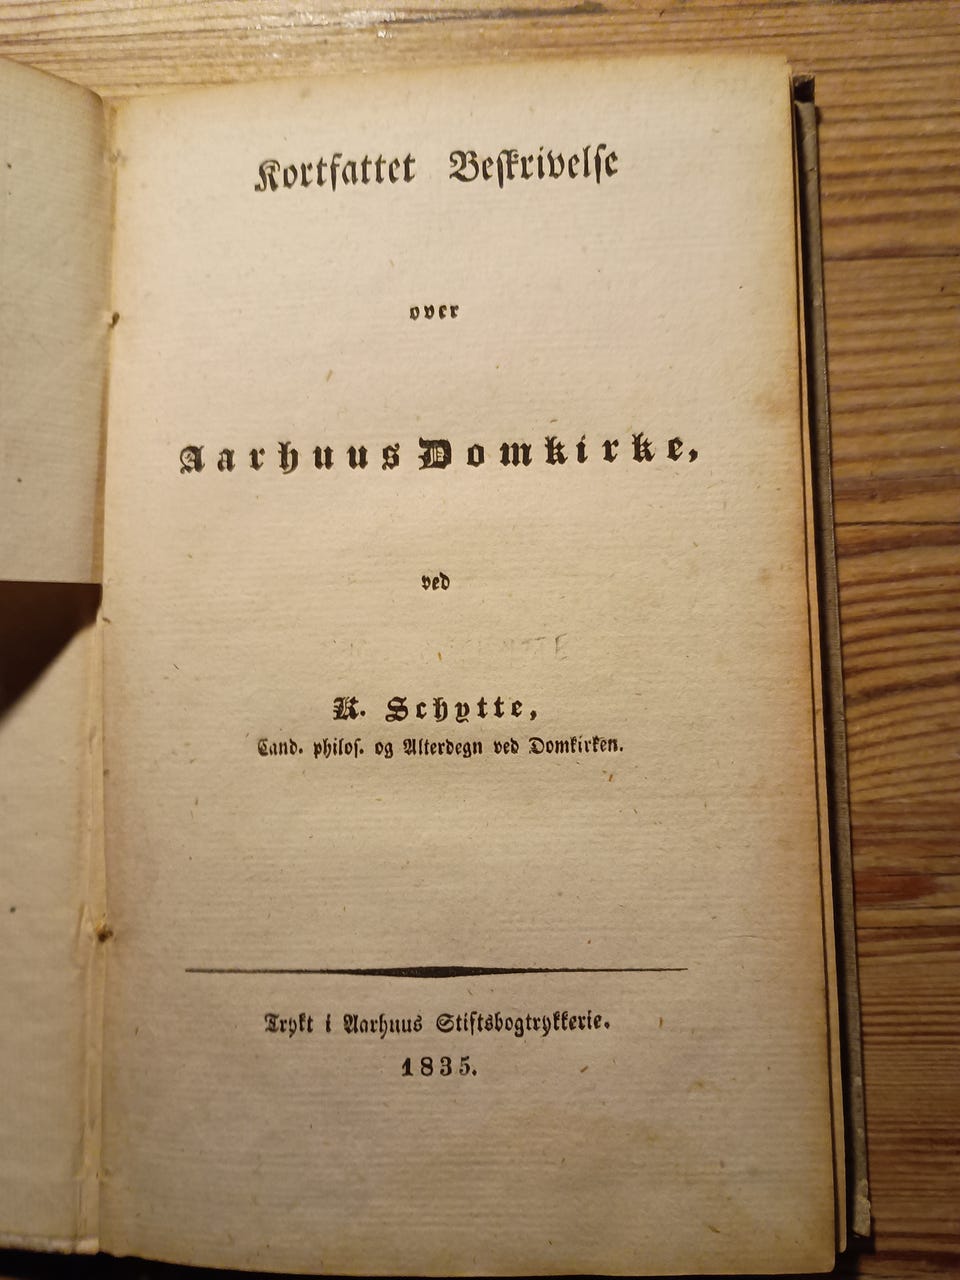 Kortfattet Beskrivelse
over
Aarhuus Domkirke,
ved
K. Schytte,
Cand. philos. og Alterdegn ved Domkirken.
Trykt i Aarhuus Stiftsbogtrykkerie.
1835.